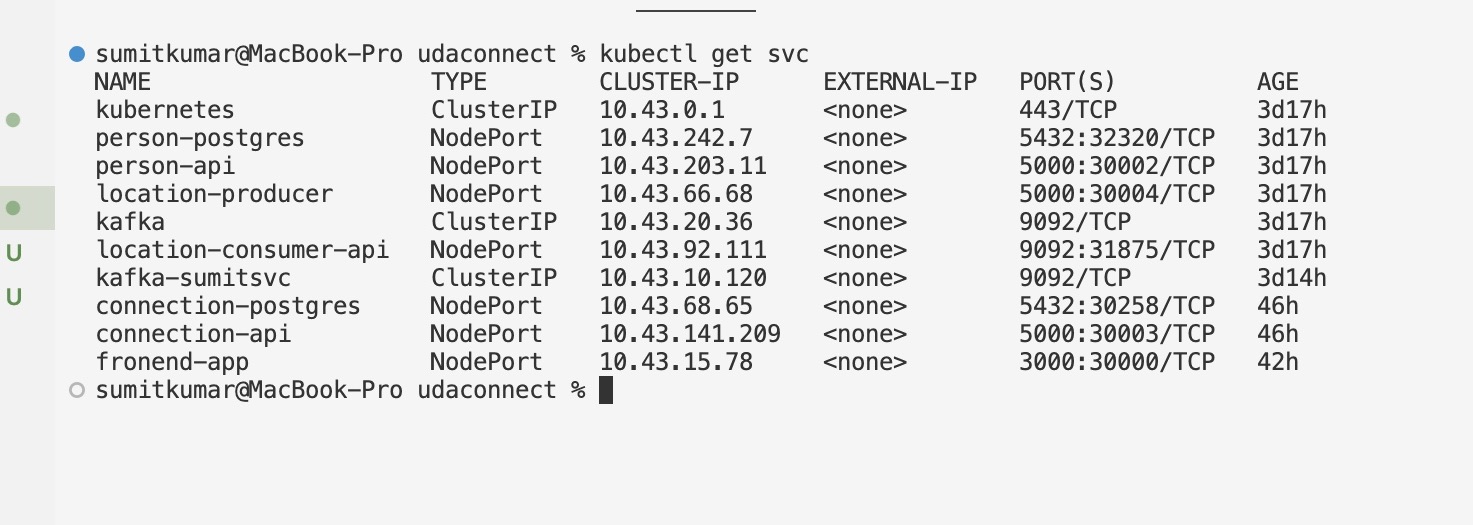 sumitkumar@MacBook-Pro udaconnect % kubectl get svc
NAME TYPE CLUSTER-IP EXTERNAL-IP PORT(S) AGE
kubernetes ClusterIP 10.43.0.1 <none> 443/TCP 3d17h
person-postgres NodePort 10.43.242.7 <none> 5432:32320/TCP 3d17h
person-api NodePort 10.43.203.11 <none> 5000:30002/TCP 3d17h
location-producer NodePort 10.43.66.68 <none> 5000:30004/TCP 3d17h
kafka ClusterIP 10.43.20.36 <none> 9092/TCP 3d17h
U location-consumer-api NodePort 10.43.92.111 <none> 9092:31875/TCP 3d17h
kafka-sumitsvc ClusterIP 10.43.10.120 <none> 9092/TCP 3d14h
U connection-postgres NodePort 10.43.68.65 <none> 5432:30258/TCP 46h
connection-api NodePort 10.43.141.209 <none> 5000:30003/TCP 46h
fronend-app NodePort 10.43.15.78 <none> 3000:30000/TCP 42h
sumitkumar@MacBook-Pro udaconnect %